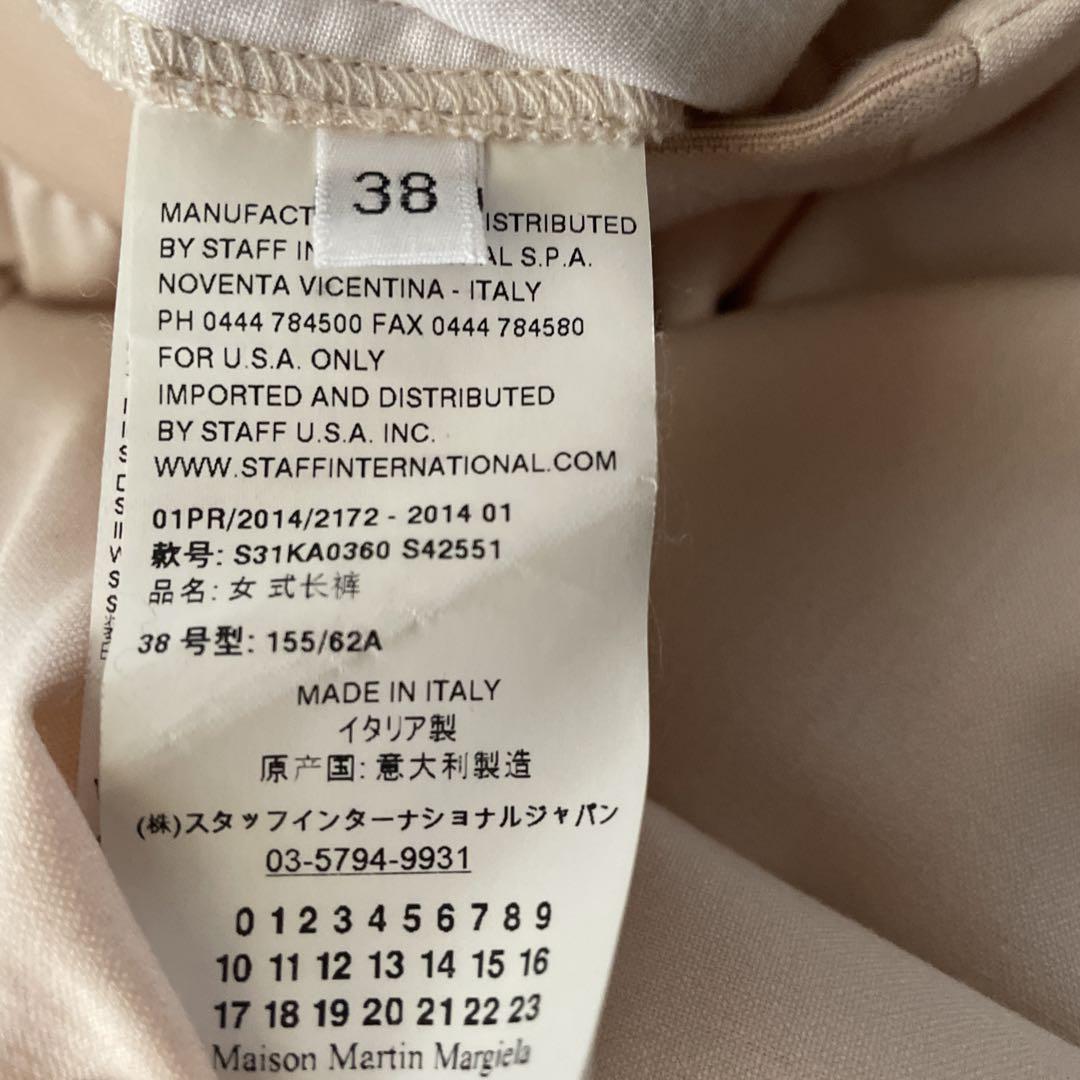 38
MANUFACT ISTRIBUTED
BY STAFF IN AL S.P.A.
NOVENTA VICENTINA - ITALY
PH 0444 784500 FAX 0444 784580
FOR U.S.A. ONLY
IMPORTED AND DISTRIBUTED
BY STAFF U.S.A. INC.
WWW.STAFFINTERNATIONAL.COM
01PR/2014/2172 - 2014 01
款号: S31KA0360 S42551
品名: 女 式长裤
38 号型: 155/62A
MADE IN ITALY
イタリア製
原产国: 意大利製造
(株)スタッフインターナショナルジャパン
03-5794-9931
0 1 2 3 4 5 6 7 8 9
10 11 12 13 14 15 16
17 18 19 20 21 22 23
Maison Martin Margiela